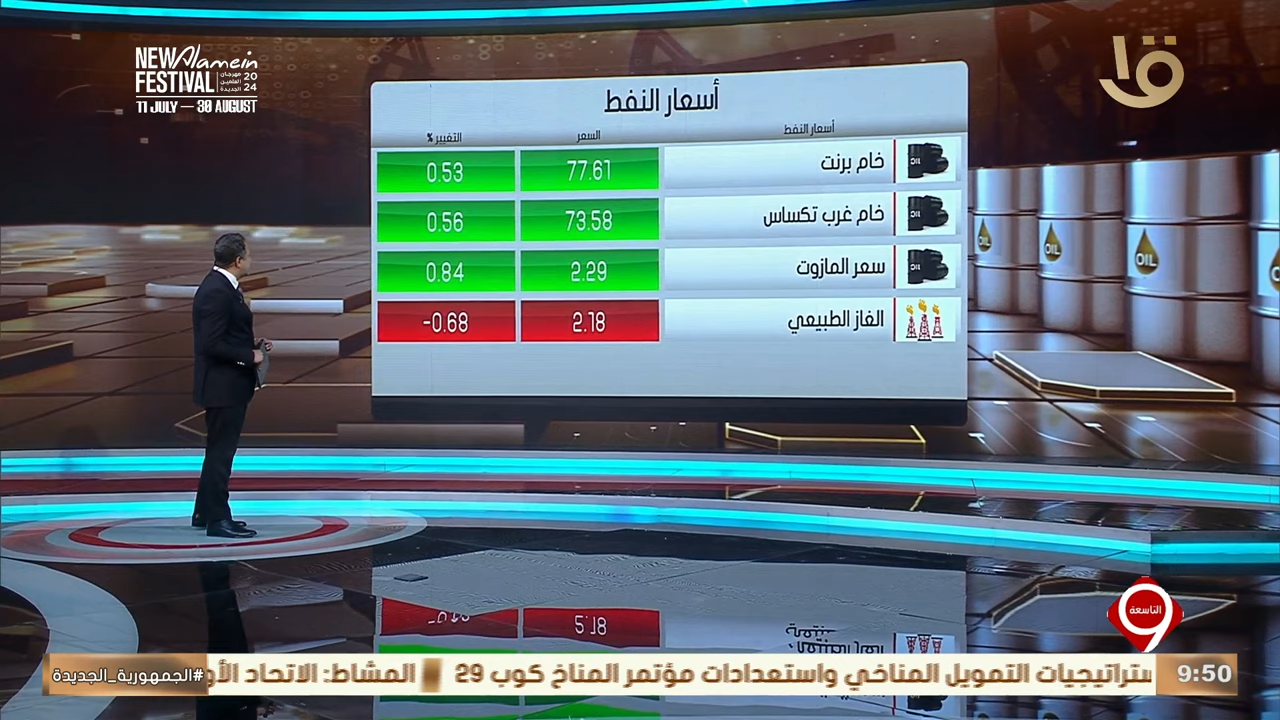 NEW Alamein
FESTIVAL
مهرجان
العلمين
الجديدة
2024
11 JULY — 30 AUGUST
أسعار النفط
أسعار النفط السعر التغيير %
خام برنت 77.61 0.53
خام غرب تكساس 73.58 0.56
سعر المازوت 2.29 0.84
الغاز الطبيعي 2.18 -0.68
OIL
OIL
OIL
التاسعة
9
9:50 ستراتيجيات التمويل المناخي واستعدادات مؤتمر المناخ كوب 29 المشاط: الاتحاد الأو #الجمهورية_الجديدة